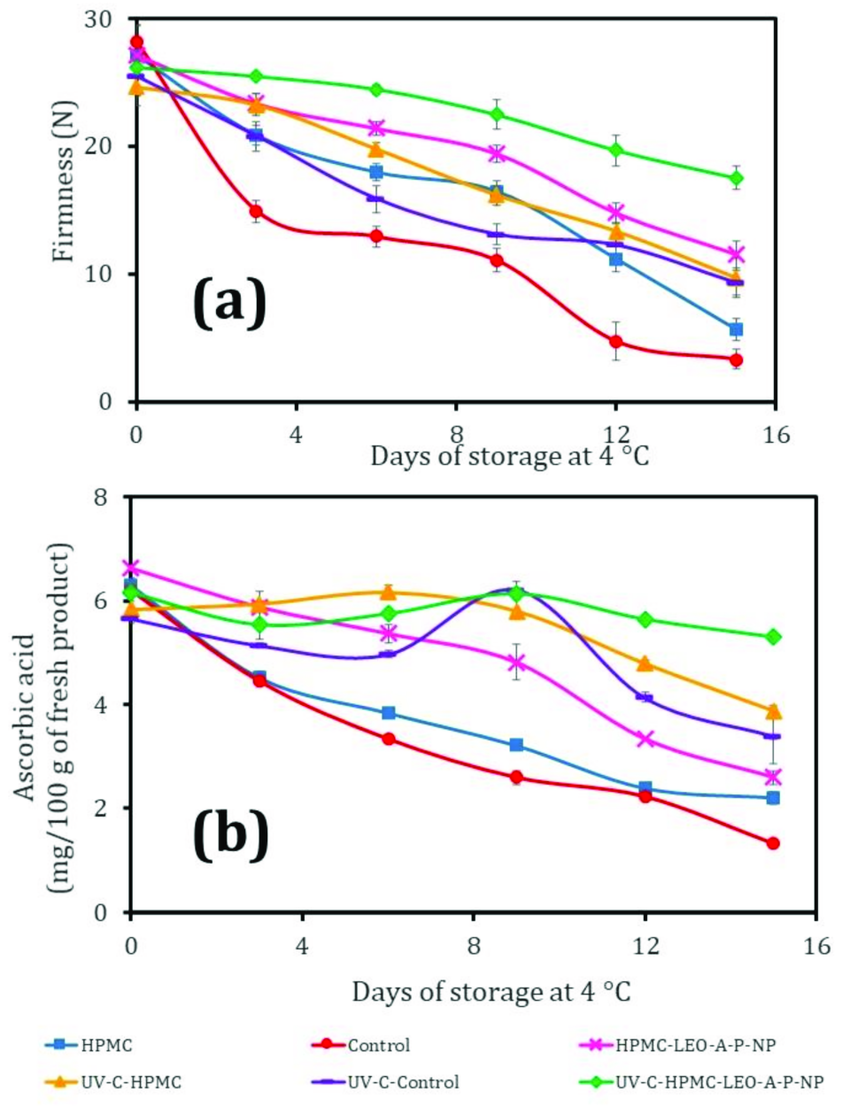 30
20
10
0
Firmness (N)
(a)
0 4 8 12 16
Days of storage at 4 °C
8
6
4
2
0
Ascorbic acid
(mg/100 g of fresh product)
(b)
0 4 8 12 16
Days of storage at 4 °C
HPMC Control HPMC-LEO-A-P-NP
UV-C-HPMC UV-C-Control UV-C-HPMC-LEO-A-P-NP